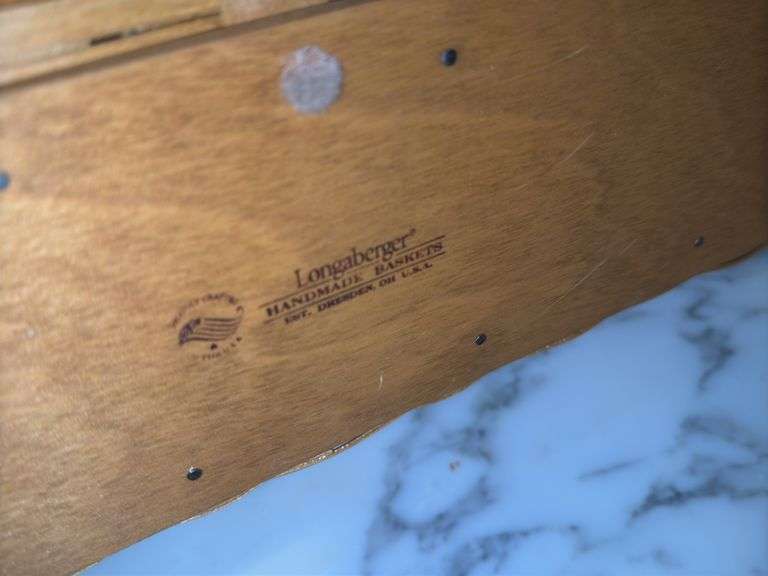 Longaberger®
HANDMADE BASKETS
EST. DRESDEN, OH U.S.A.